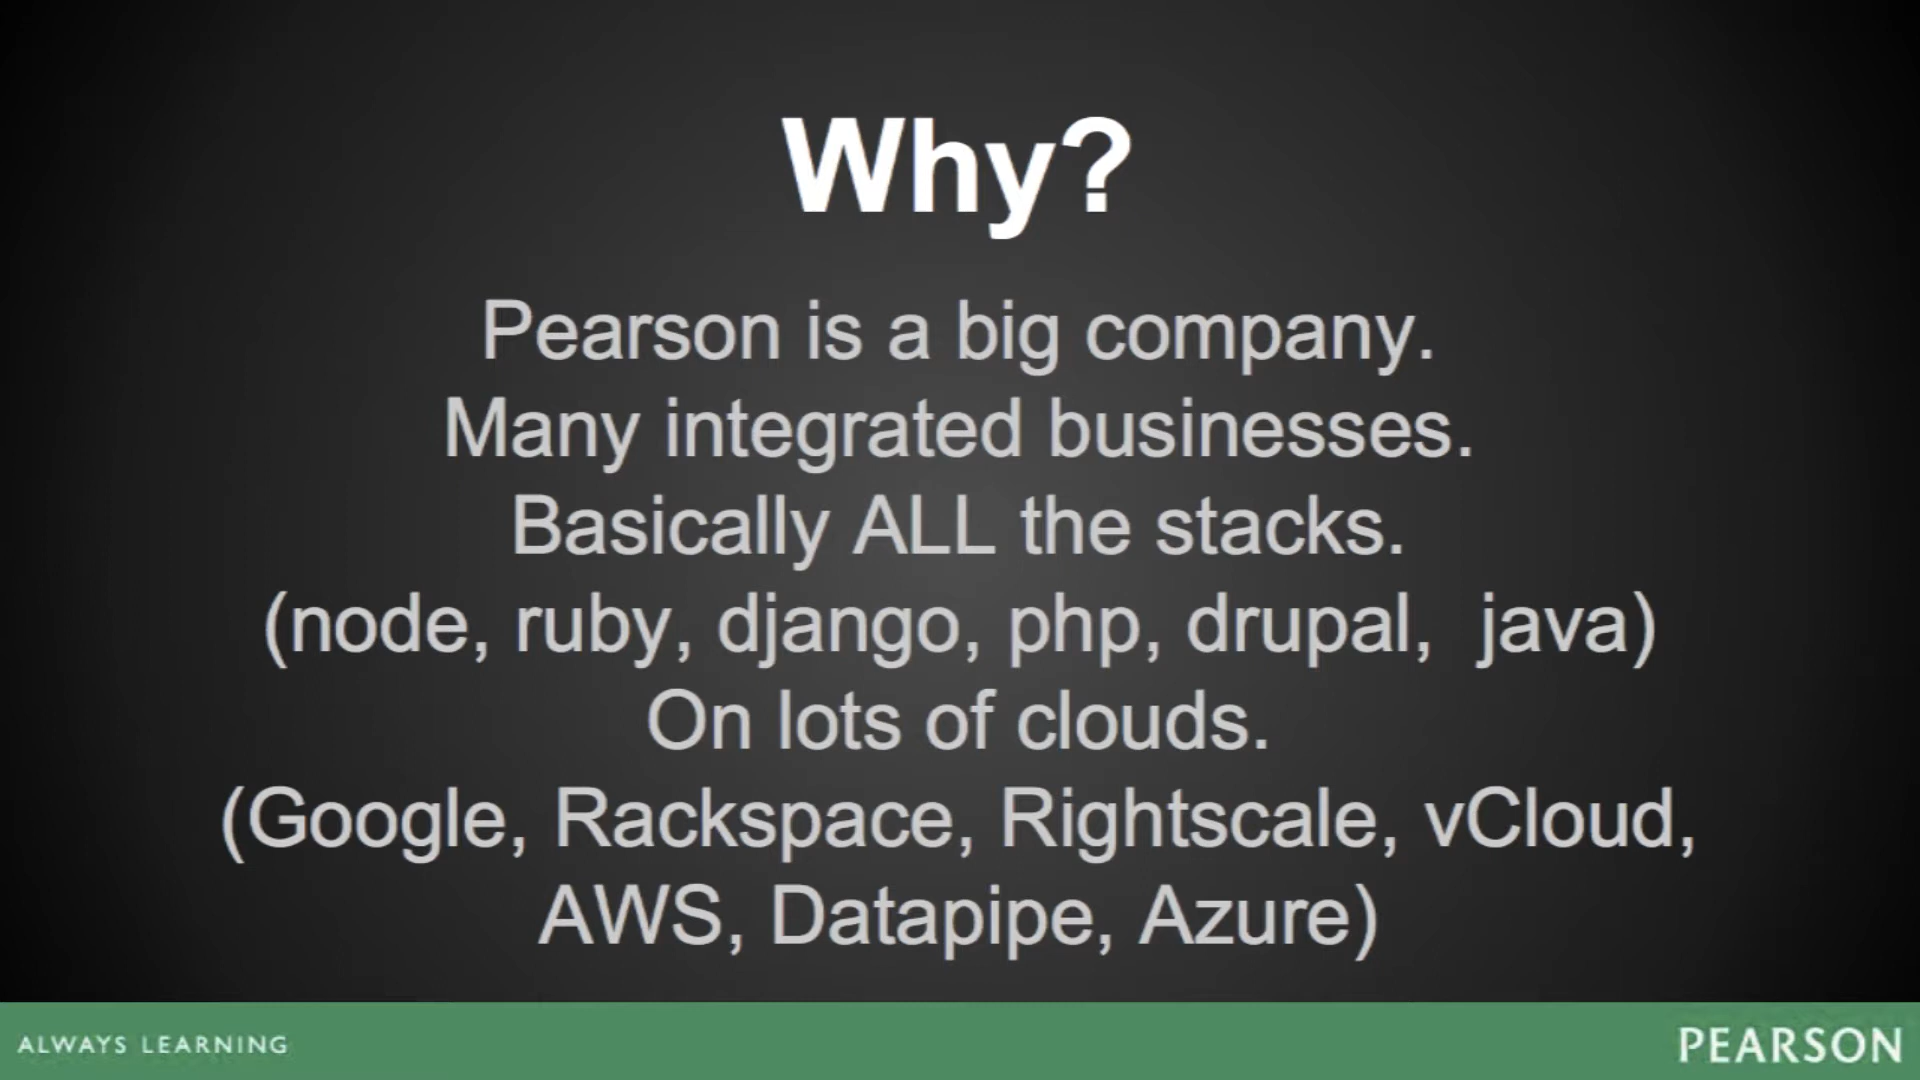 Why?
Pearson is a big company.
Many integrated businesses.
Basically ALL the stacks.
(node, ruby, django, php, drupal,  java)
On lots of clouds.
(Google, Rackspace, Rightscale, vCloud,
AWS, Datapipe, Azure)
ALWAYS LEARNING
PEARSON